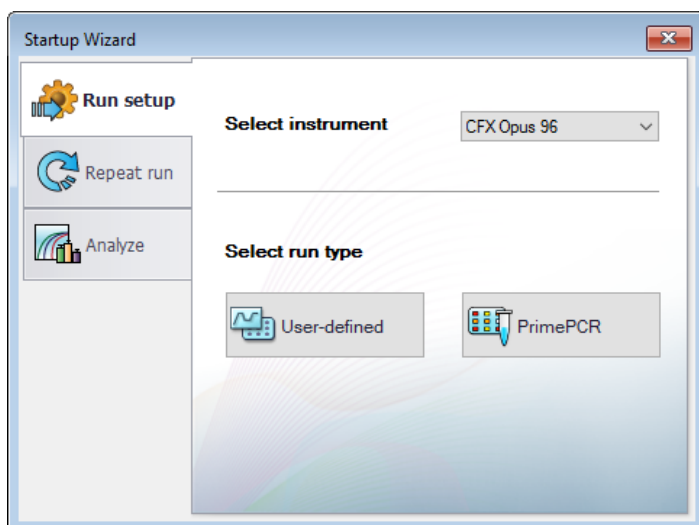 Startup Wizard
Run setup
Repeat run
Analyze
Select instrument
CFX Opus 96
Select run type
User-defined
PrimePCR